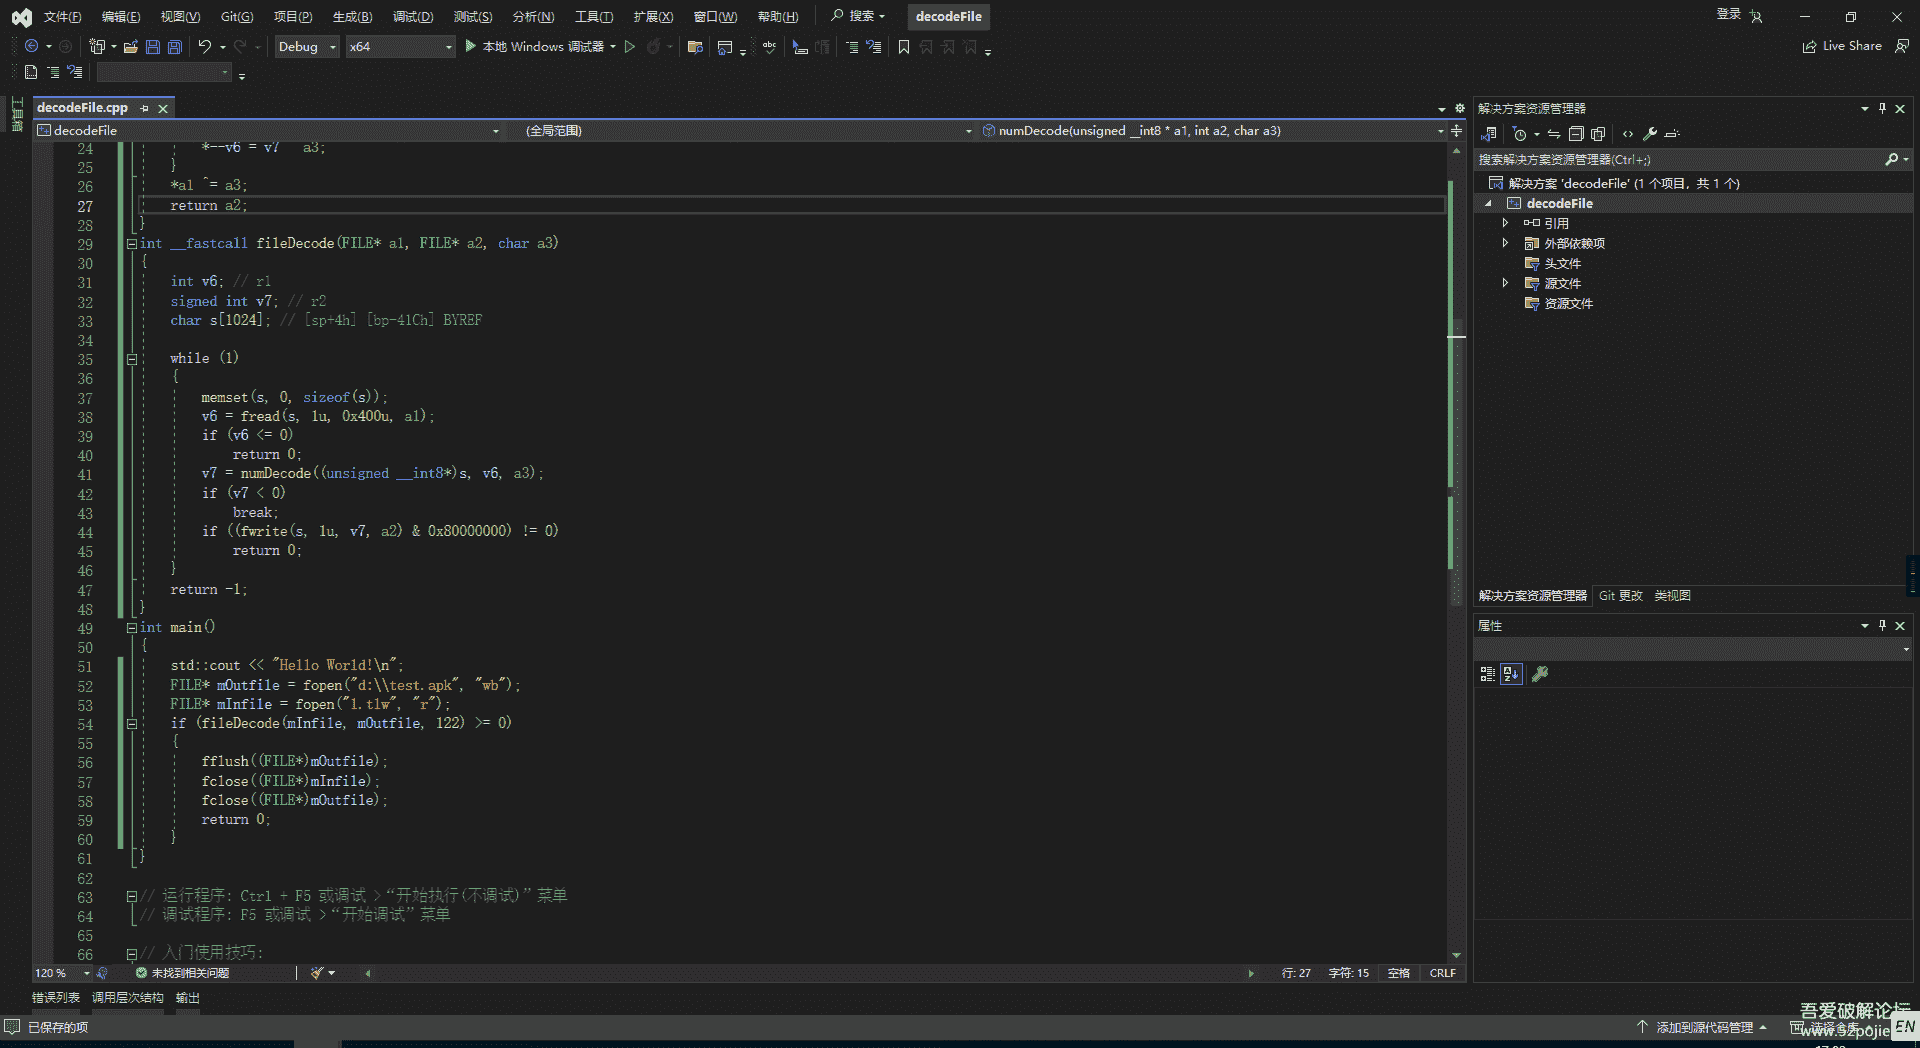 文件(F) 编辑(E) 视图(V) Git(G) 项目(P) 生成(B) 调试(D) 测试(S) 分析(N) 工具(T) 扩展(X) 窗口(W) 帮助(H) 搜索 decodeFile 登录
Debug x64 本地 Windows 调试器 Live Share
工具箱
decodeFile.cpp
decodeFile (全局范围) numDecode(unsigned __int8 * a1, int a2, char a3)
24 *--v6 = v7 a3;
25 }
26 *a1 ^= a3;
27 return a2;
28 }
29 int __fastcall fileDecode(FILE* a1, FILE* a2, char a3)
30 {
31 int v6; // r1
32 signed int v7; // r2
33 char s[1024]; // [sp+4h] [bp-41Ch] BYREF
34
35 while (1)
36 {
37 memset(s, 0, sizeof(s));
38 v6 = fread(s, 1u, 0x400u, a1);
39 if (v6 <= 0)
40 return 0;
41 v7 = numDecode((unsigned __int8*)s, v6, a3);
42 if (v7 < 0)
43 break;
44 if ((fwrite(s, 1u, v7, a2) & 0x80000000) != 0)
45 return 0;
46 }
47 return -1;
48 }
49 int main()
50 {
51 std::cout << "Hello World!\n";
52 FILE* mOutfile = fopen("d:\\test.apk", "wb");
53 FILE* mInfile = fopen("1.tlw", "r");
54 if (fileDecode(mInfile, mOutfile, 122) >= 0)
55 {
56 fflush((FILE*)mOutfile);
57 fclose((FILE*)mInfile);
58 fclose((FILE*)mOutfile);
59 return 0;
60 }
61 }
62
63 // 运行程序: Ctrl + F5 或调试 >“开始执行(不调试)”菜单
64 // 调试程序: F5 或调试 >“开始调试”菜单
65
66 // 入门使用技巧:
120 % 未找到相关问题 行: 27 字符: 15 空格 CRLF
错误列表 调用层次结构 输出
解决方案资源管理器
搜索解决方案资源管理器(Ctrl+;)
解决方案 'decodeFile' (1 个项目，共 1 个)
decodeFile
引用
外部依赖项
头文件
源文件
资源文件
解决方案资源管理器 Git 更改 类视图
属性
已保存的项 添加到源代码管理
吾爱破解论坛
www.52pojie
EN